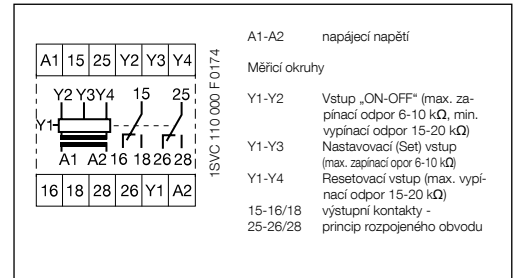 A1 15 25 Y2 Y3 Y4
Y2 Y3 Y4 15 25
Y1
A1 A2 16 18 26 28
16 18 28 26 Y1 A2
1SVC 110 000 F 0174
A1-A2 napájecí napětí
Měřicí okruhy
Y1-Y2 Vstup „ON-OFF“ (max. za-
pínací odpor 6-10 kΩ, min.
vypínací odpor 15-20 kΩ)
Y1-Y3 Nastavovací (Set) vstup
(max. zapínací opor 6-10 kΩ)
Y1-Y4 Resetovací vstup (max. vypí-
nací odpor 15-20 kΩ)
15-16/18 výstupní kontakty -
25-26/28 princip rozpojeného obvodu